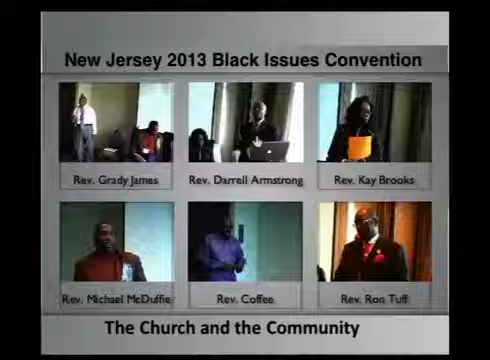 New Jersey 2013 Black Issues Convention
Rev. Grady James
Rev. Darrell Armstrong
Rev. Kay Brooks
Rev. Michael McDuffie
Rev. Coffee
Rev. Ron Tuff
The Church and the Community